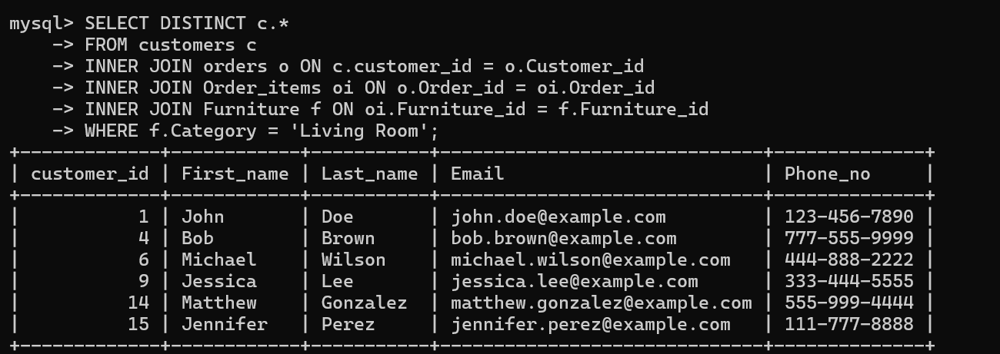 mysql> SELECT DISTINCT c.*
    -> FROM customers c
    -> INNER JOIN orders o ON c.customer_id = o.Customer_id
    -> INNER JOIN Order_items oi ON o.Order_id = oi.Order_id
    -> INNER JOIN Furniture f ON oi.Furniture_id = f.Furniture_id
    -> WHERE f.Category = 'Living Room';
+-------------+------------+-----------+------------------------------+--------------+
| customer_id | First_name | Last_name | Email                        | Phone_no     |
+-------------+------------+-----------+------------------------------+--------------+
|           1 | John       | Doe       | john.doe@example.com         | 123-456-7890 |
|           4 | Bob        | Brown     | bob.brown@example.com        | 777-555-9999 |
|           6 | Michael    | Wilson    | michael.wilson@example.com   | 444-888-2222 |
|           9 | Jessica    | Lee       | jessica.lee@example.com      | 333-444-5555 |
|          14 | Matthew    | Gonzalez  | matthew.gonzalez@example.com | 555-999-4444 |
|          15 | Jennifer   | Perez     | jennifer.perez@example.com   | 111-777-8888 |
+-------------+------------+-----------+------------------------------+--------------+